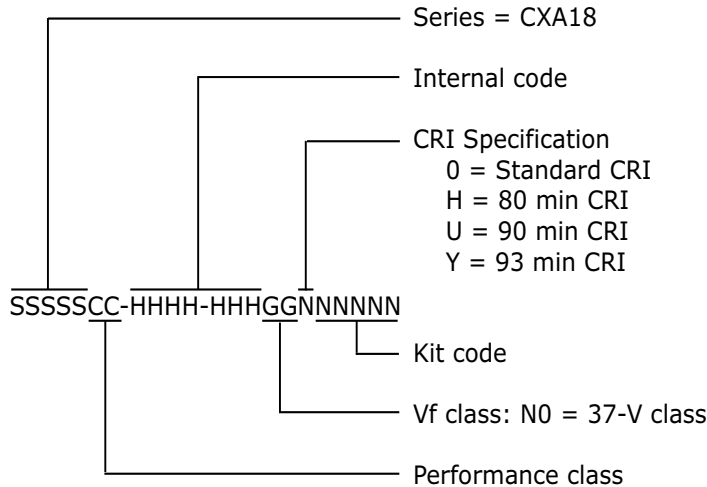 Series = CXA18
Internal code
CRI Specification
0 = Standard CRI
H = 80 min CRI
U = 90 min CRI
Y = 93 min CRI
SSSSSCC-HHHH-HHHGGNNNNNN
Kit code
Vf class: N0 = 37-V class
Performance class